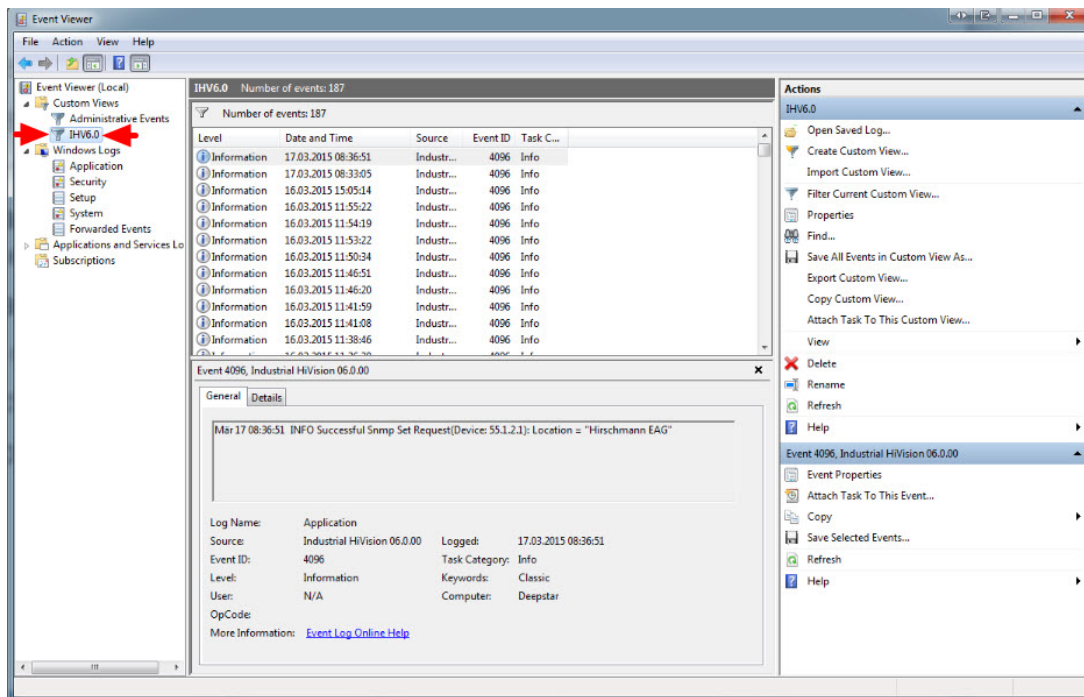 Event Viewer
File Action View Help
Event Viewer (Local)
Custom Views
Administrative Events
IHV6.0
Windows Logs
Application
Security
Setup
System
Forwarded Events
Applications and Services Lo
Subscriptions
IHV6.0 Number of events: 187
Number of events: 187
Level Date and Time Source Event ID Task C...
Information 17.03.2015 08:36:51 Industr... 4096 Info
Information 17.03.2015 08:33:05 Industr... 4096 Info
Information 16.03.2015 15:05:14 Industr... 4096 Info
Information 16.03.2015 11:55:22 Industr... 4096 Info
Information 16.03.2015 11:54:19 Industr... 4096 Info
Information 16.03.2015 11:53:22 Industr... 4096 Info
Information 16.03.2015 11:50:34 Industr... 4096 Info
Information 16.03.2015 11:46:51 Industr... 4096 Info
Information 16.03.2015 11:46:20 Industr... 4096 Info
Information 16.03.2015 11:41:59 Industr... 4096 Info
Information 16.03.2015 11:41:08 Industr... 4096 Info
Information 16.03.2015 11:38:46 Industr... 4096 Info
Event 4096, Industrial HiVision 06.0.00
General Details
Mär 17 08:36:51 INFO Successful Snmp Set Request(Device: 55.1.2.1): Location = "Hirschmann EAG"
Log Name: Application
Source: Industrial HiVision 06.0.00 Logged: 17.03.2015 08:36:51
Event ID: 4096 Task Category: Info
Level: Information Keywords: Classic
User: N/A Computer: Deepstar
OpCode:
More Information: Event Log Online Help
Actions
IHV6.0
Open Saved Log...
Create Custom View...
Import Custom View...
Filter Current Custom View...
Properties
Find...
Save All Events in Custom View As...
Export Custom View...
Copy Custom View...
Attach Task To This Custom View...
View
Delete
Rename
Refresh
Help
Event 4096, Industrial HiVision 06.0.00
Event Properties
Attach Task To This Event...
Copy
Save Selected Events...
Refresh
Help